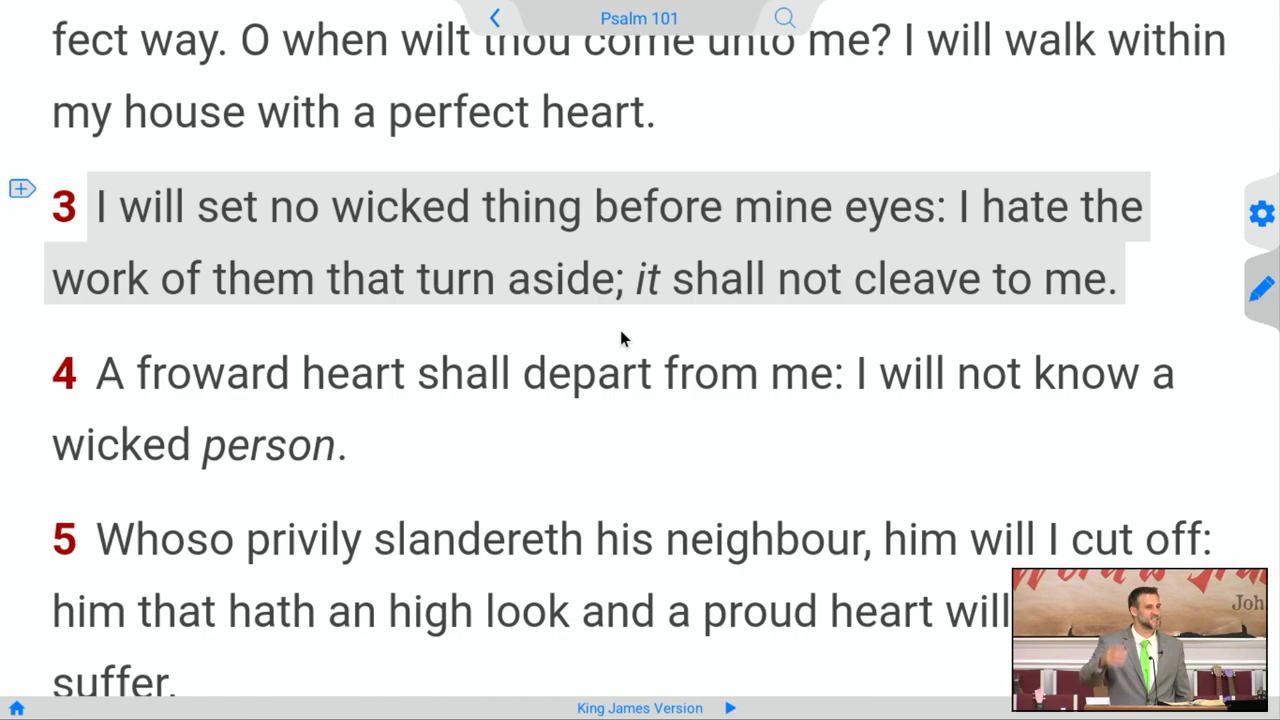 Psalm 101
fect way. O when wilt thou come unto me? I will walk within
my house with a perfect heart.
3 I will set no wicked thing before mine eyes: I hate the
work of them that turn aside; it shall not cleave to me.
4 A froward heart shall depart from me: I will not know a
wicked person.
5 Whoso privily slandereth his neighbour, him will I cut off:
him that hath an high look and a proud heart will
suffer.
Joh
King James Version